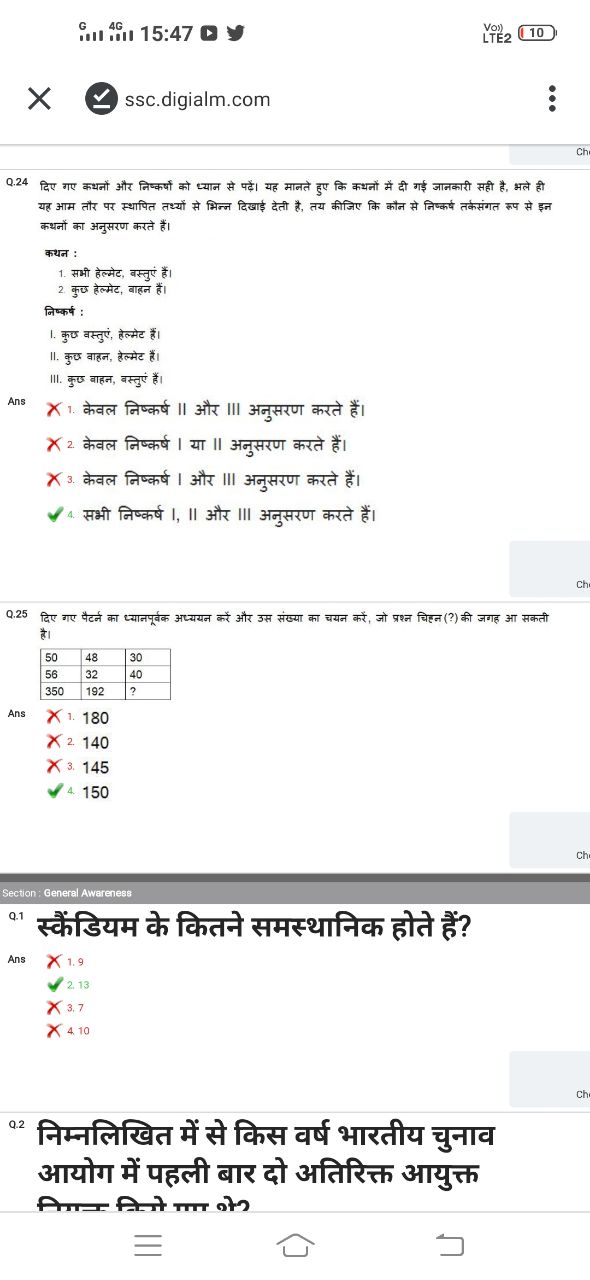 G 4G 15:47
Vo)) LTE2 10
ssc.digialm.com
Ch
Q.24 दिए गए कथनों और निष्कर्षों को ध्यान से पढ़ें। यह मानते हुए कि कथनों में दी गई जानकारी सही है, भले ही
यह आम तौर पर स्थापित तथ्यों से भिन्न दिखाई देती है, तय कीजिए कि कौन से निष्कर्ष तर्कसंगत रूप से इन
कथनों का अनुसरण करते हैं।
कथन :
1. सभी हेल्मेट, वस्तुएं हैं।
2. कुछ हेल्मेट, वाहन हैं।
निष्कर्ष :
I. कुछ वस्तुएं, हेल्मेट हैं।
II. कुछ वाहन, हेल्मेट हैं।
III. कुछ वाहन, वस्तुएं हैं।
Ans 1. केवल निष्कर्ष II और III अनुसरण करते हैं।
2. केवल निष्कर्ष I या II अनुसरण करते हैं।
3. केवल निष्कर्ष I और III अनुसरण करते हैं।
4. सभी निष्कर्ष I, II और III अनुसरण करते हैं।
Ch
Q.25 दिए गए पैटर्न का ध्यानपूर्वक अध्ययन करें और उस संख्या का चयन करें, जो प्रश्न चिह्न (?) की जगह आ सकती
है।
50 48 30
56 32 40
350 192 ?
Ans 1. 180
2. 140
3. 145
4. 150
Ch
Section : General Awareness
Q.1 स्कैंडियम के कितने समस्थानिक होते हैं?
Ans 1. 9
2. 13
3. 7
4. 10
Ch
Q.2 निम्नलिखित में से किस वर्ष भारतीय चुनाव
आयोग में पहली बार दो अतिरिक्त आयुक्त